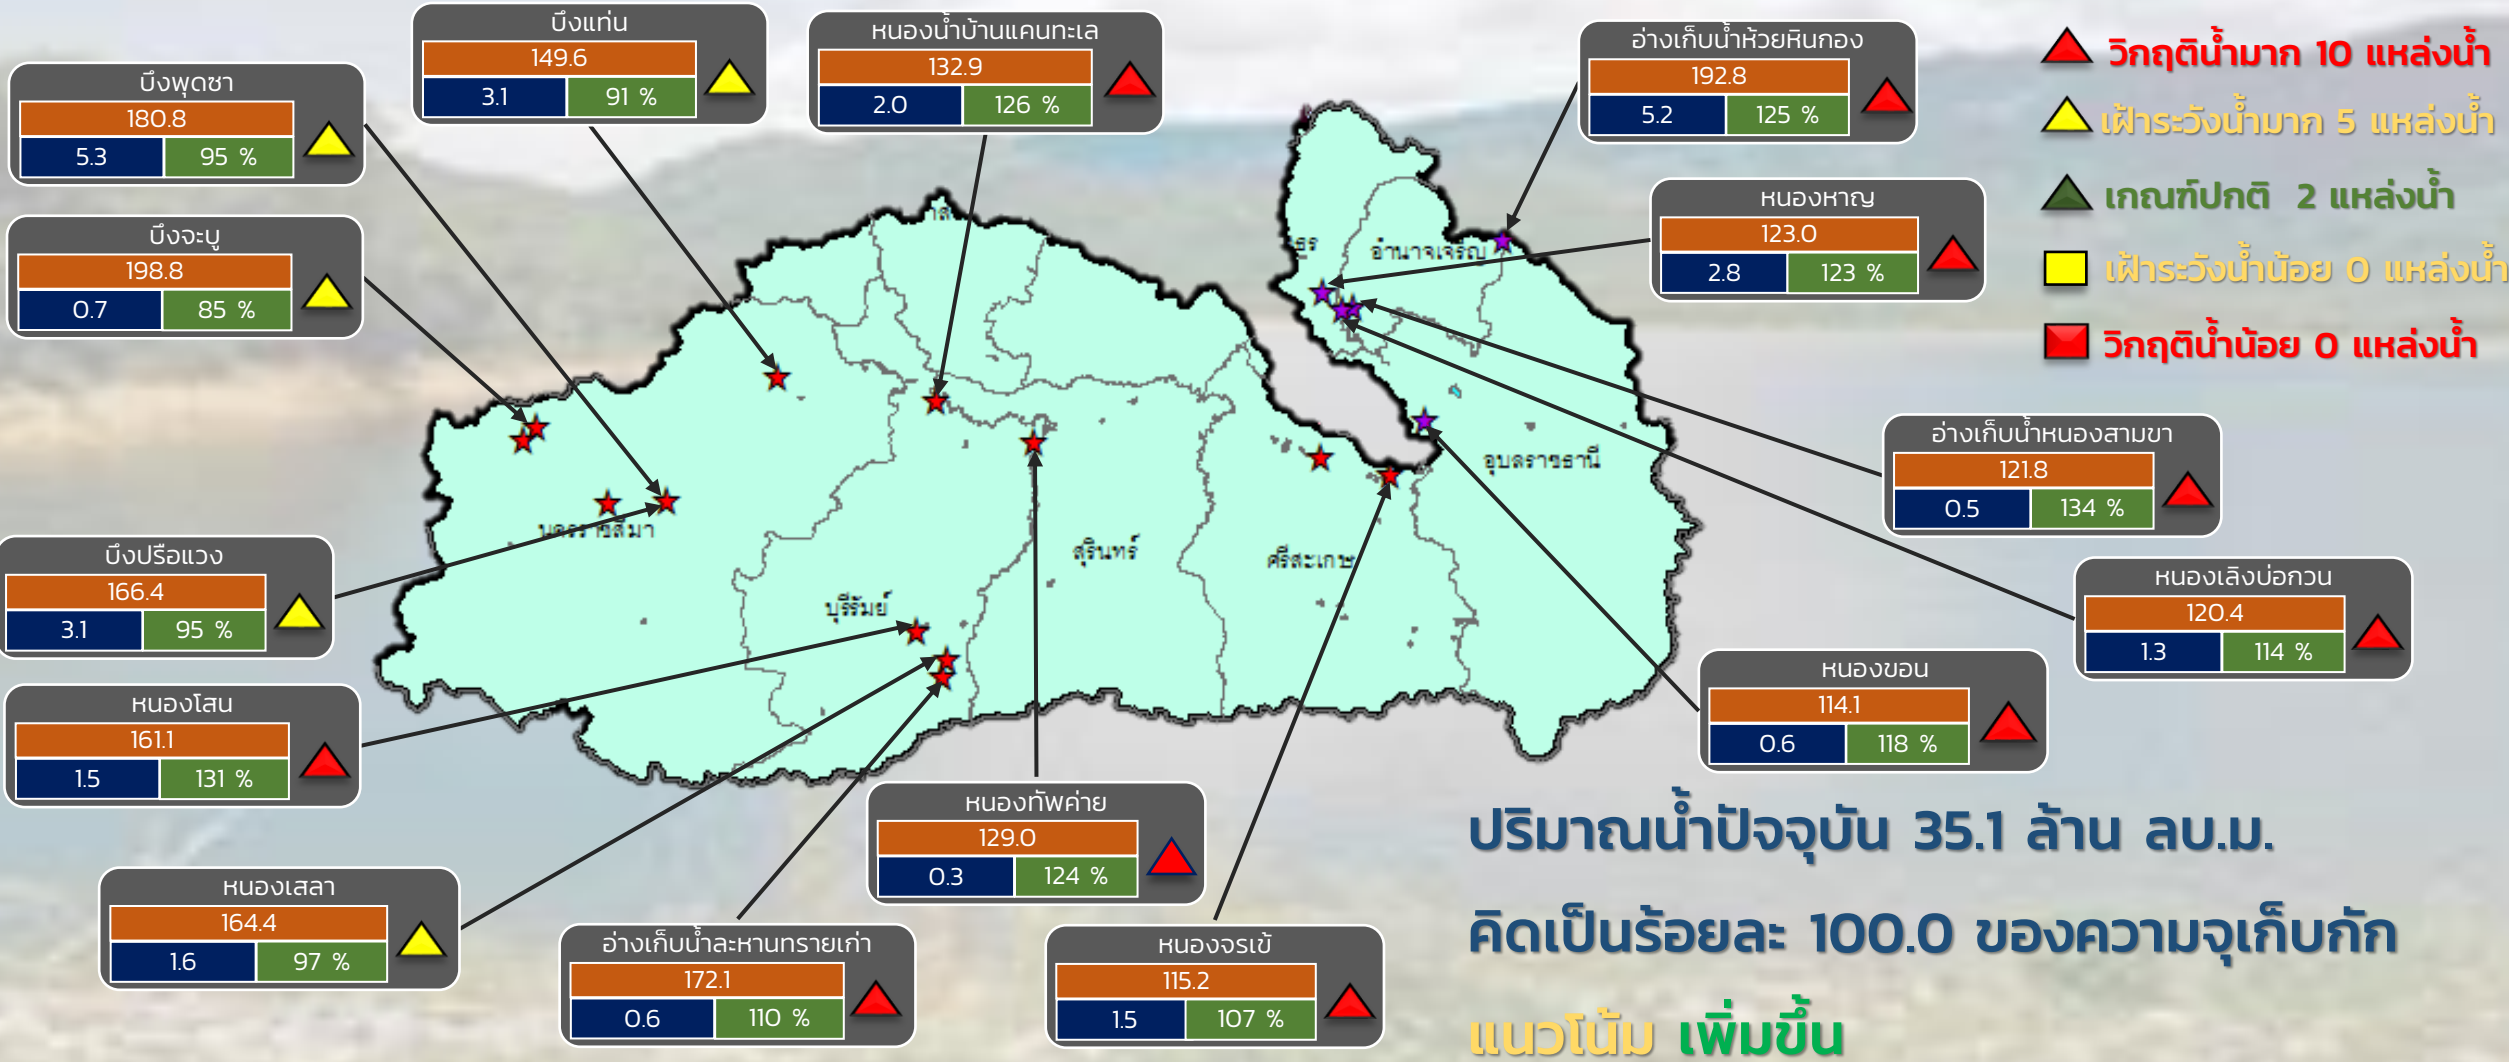 บึงแท่น
149.6
3.1 91 %
หนองน้ำบ้านแคนทะเล
132.9
2.0 126 %
อ่างเก็บน้ำห้วยหินกอง
192.8
5.2 125 %
วิกฤติน้ำมาก 10 แหล่งน้ำ
เฝ้าระวังน้ำมาก 5 แหล่งน้ำ
เกณฑ์ปกติ 2 แหล่งน้ำ
เฝ้าระวังน้ำน้อย 0 แหล่งน้ำ
วิกฤติน้ำน้อย 0 แหล่งน้ำ
บึงพุดซา
180.8
5.3 95 %
บึงจะบู
198.8
0.7 85 %
หนองหาญ
123.0
2.8 123 %
อำนาจเจริญ
อุบลราชธานี
นครราชสีมา
สุรินทร์
ศรีสะเกษ
บุรีรัมย์
อ่างเก็บน้ำหนองสามขา
121.8
0.5 134 %
บึงปรือแวง
166.4
3.1 95 %
หนองเลิงบ่อกวน
120.4
1.3 114 %
หนองโสน
161.1
1.5 131 %
หนองขอน
114.1
0.6 118 %
หนองทัพค่าย
129.0
0.3 124 %
หนองเสลา
164.4
1.6 97 %
อ่างเก็บน้ำละหานทรายเก่า
172.1
0.6 110 %
หนองจรเข้
115.2
1.5 107 %
ปริมาณน้ำปัจจุบัน 35.1 ล้าน ลบ.ม.
คิดเป็นร้อยละ 100.0 ของความจุเก็บกัก
แนวโน้ม เพิ่มขึ้น